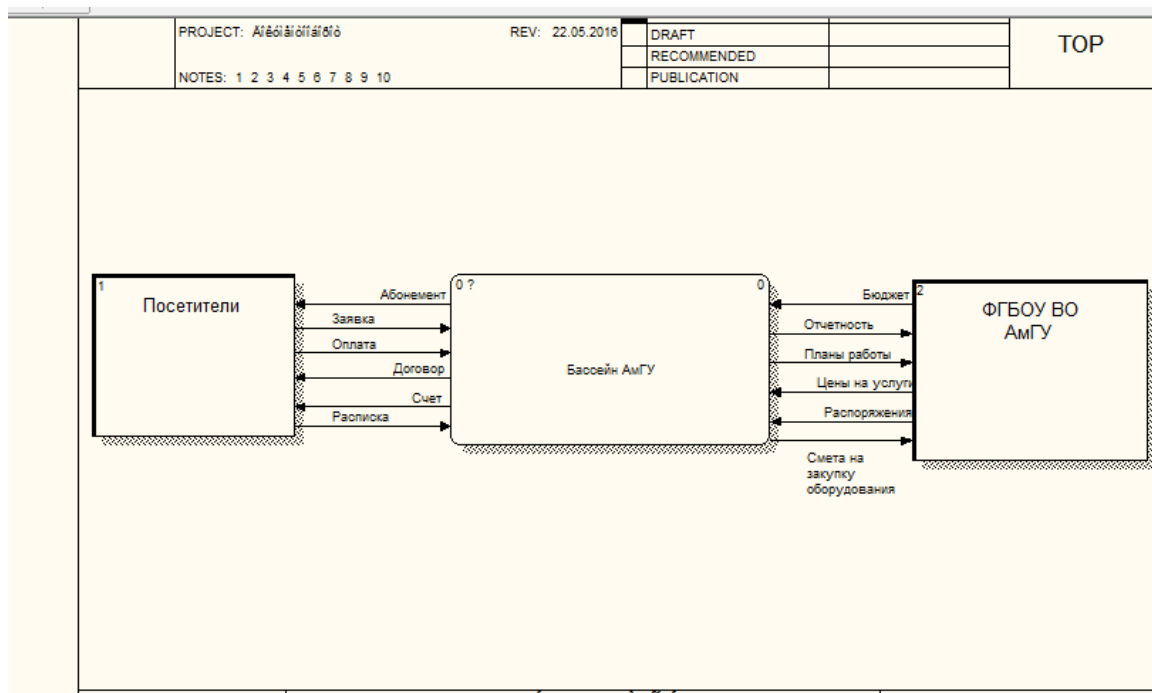 PROJECT: Äîêóìåíòîîáîðîò
REV: 22.05.2016
DRAFT
RECOMMENDED
PUBLICATION
TOP
NOTES: 1 2 3 4 5 6 7 8 9 10
1
Посетители
Абонемент
Заявка
Оплата
Договор
Счет
Расписка
0 ?
0
Бассейн АмГУ
Бюджет
Отчетность
Планы работы
Цены на услуги
Распоряжения
Смета на
закупку
оборудования
2
ФГБОУ ВО
АмГУ